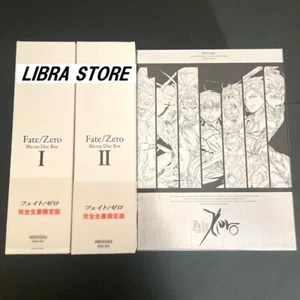 LIBRA STORE
Fate/Zero
Blu-ray Disc Box
I
フェイト/ゼロ
完全生産限定版
Fate/Zero
Blu-ray Disc Box
II
フェイト/ゼロ
完全生産限定版
Fate
Zero